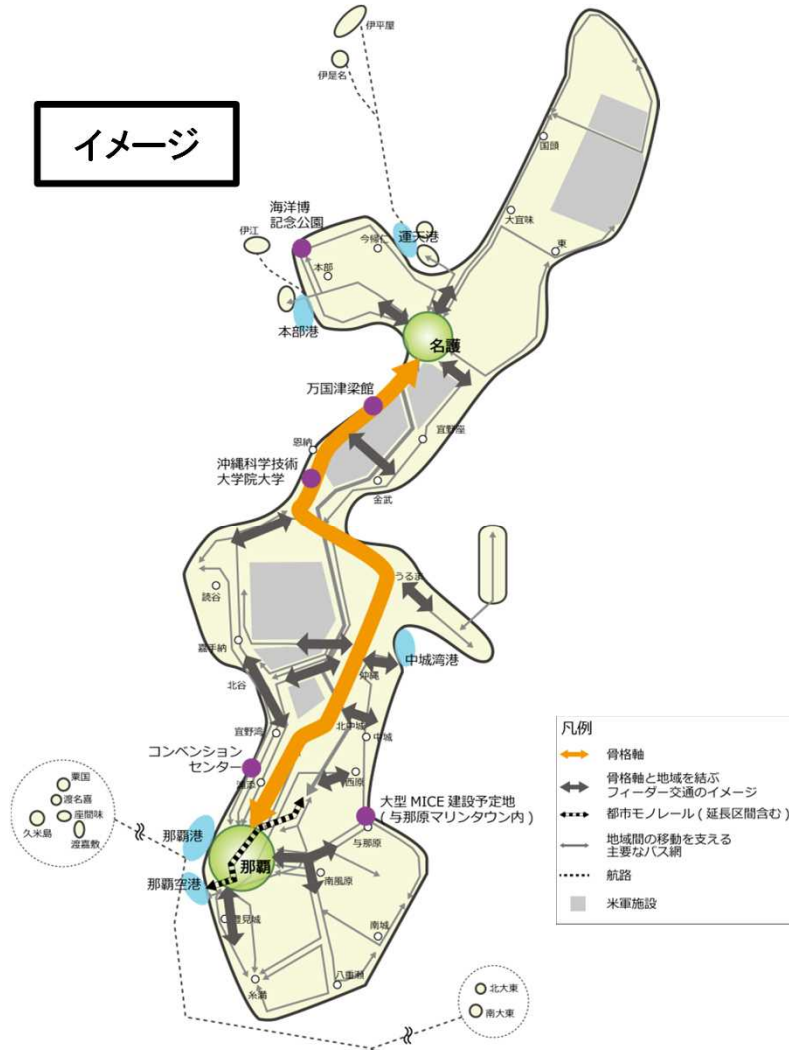 イメージ
伊平屋
伊是名
国頭
海洋博
記念公園
伊江
今帰仁
運天港
大宜味
東
本部
本部港
名護
万国津梁館
恩納
宜野座
沖縄科学技術
大学院大学
金武
うるま
読谷
嘉手納
中城湾港
沖縄
北谷
北中城
宜野湾
中城
コンベンション
センター
西原
浦添
粟国
渡名喜
座間味
久米島
渡嘉敷
大型 MICE 建設予定地
( 与那原マリンタウン内 )
那覇港
与那原
那覇
那覇空港
南風原
豊見城
南城
八重瀬
糸満
北大東
南大東
凡例
骨格軸
骨格軸と地域を結ぶ
フィーダー交通のイメージ
都市モノレール ( 延長区間含む )
地域間の移動を支える
主要なバス網
航路
米軍施設